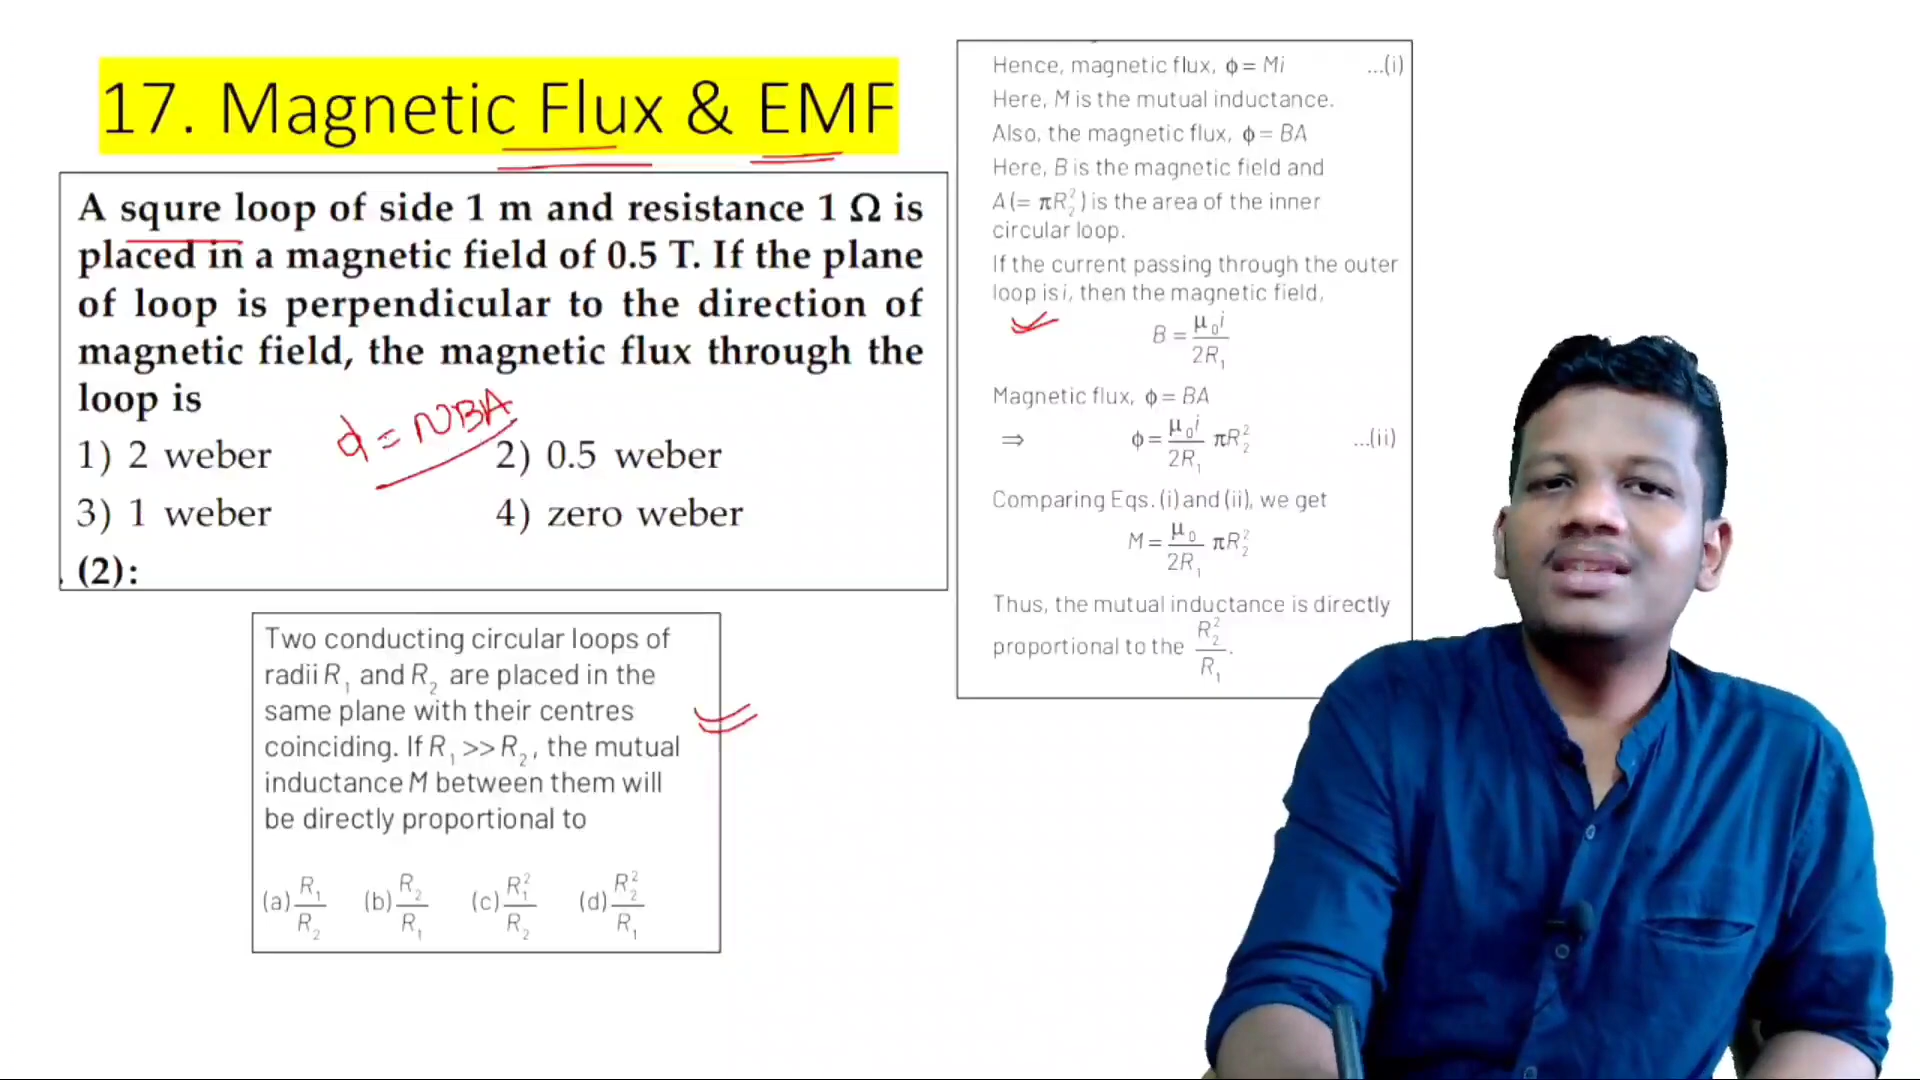 17. Magnetic Flux & EMF
A squre loop of side 1 m and resistance 1 Ω is
placed in a magnetic field of 0.5 T. If the plane
of loop is perpendicular to the direction of
magnetic field, the magnetic flux through the
loop is
ϕ = NBA
1) 2 weber 2) 0.5 weber
3) 1 weber 4) zero weber
. (2):
Two conducting circular loops of
radii R₁ and R₂ are placed in the
same plane with their centres
coinciding. If R₁ >> R₂, the mutual
inductance M between them will
be directly proportional to
(a) R₁/R₂ (b) R₂/R₁ (c) R₁²/R₂ (d) R₂²/R₁
Hence, magnetic flux, ϕ = Mi ...(i)
Here, M is the mutual inductance.
Also, the magnetic flux, ϕ = BA
Here, B is the magnetic field and
A (= πR₂²) is the area of the inner
circular loop.
If the current passing through the outer
loop is i, then the magnetic field,
B = μ₀i/2R₁
Magnetic flux, ϕ = BA
⇒ ϕ = μ₀i/2R₁ πR₂² ...(ii)
Comparing Eqs. (i) and (ii), we get
M = μ₀/2R₁ πR₂²
Thus, the mutual inductance is directly
proportional to the R₂²/R₁.